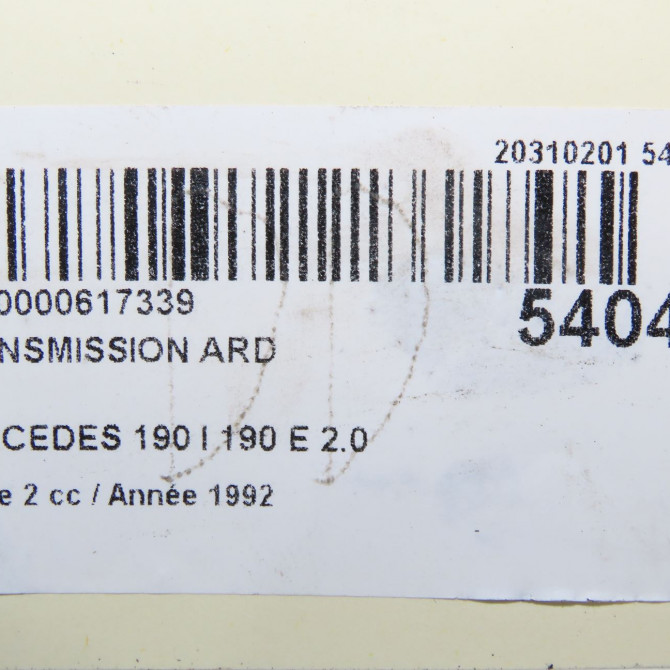 20310201 54
0000617339
5404
NSMISSION ARD
CEDES 190 I 190 E 2.0
e 2 cc / Année 1992